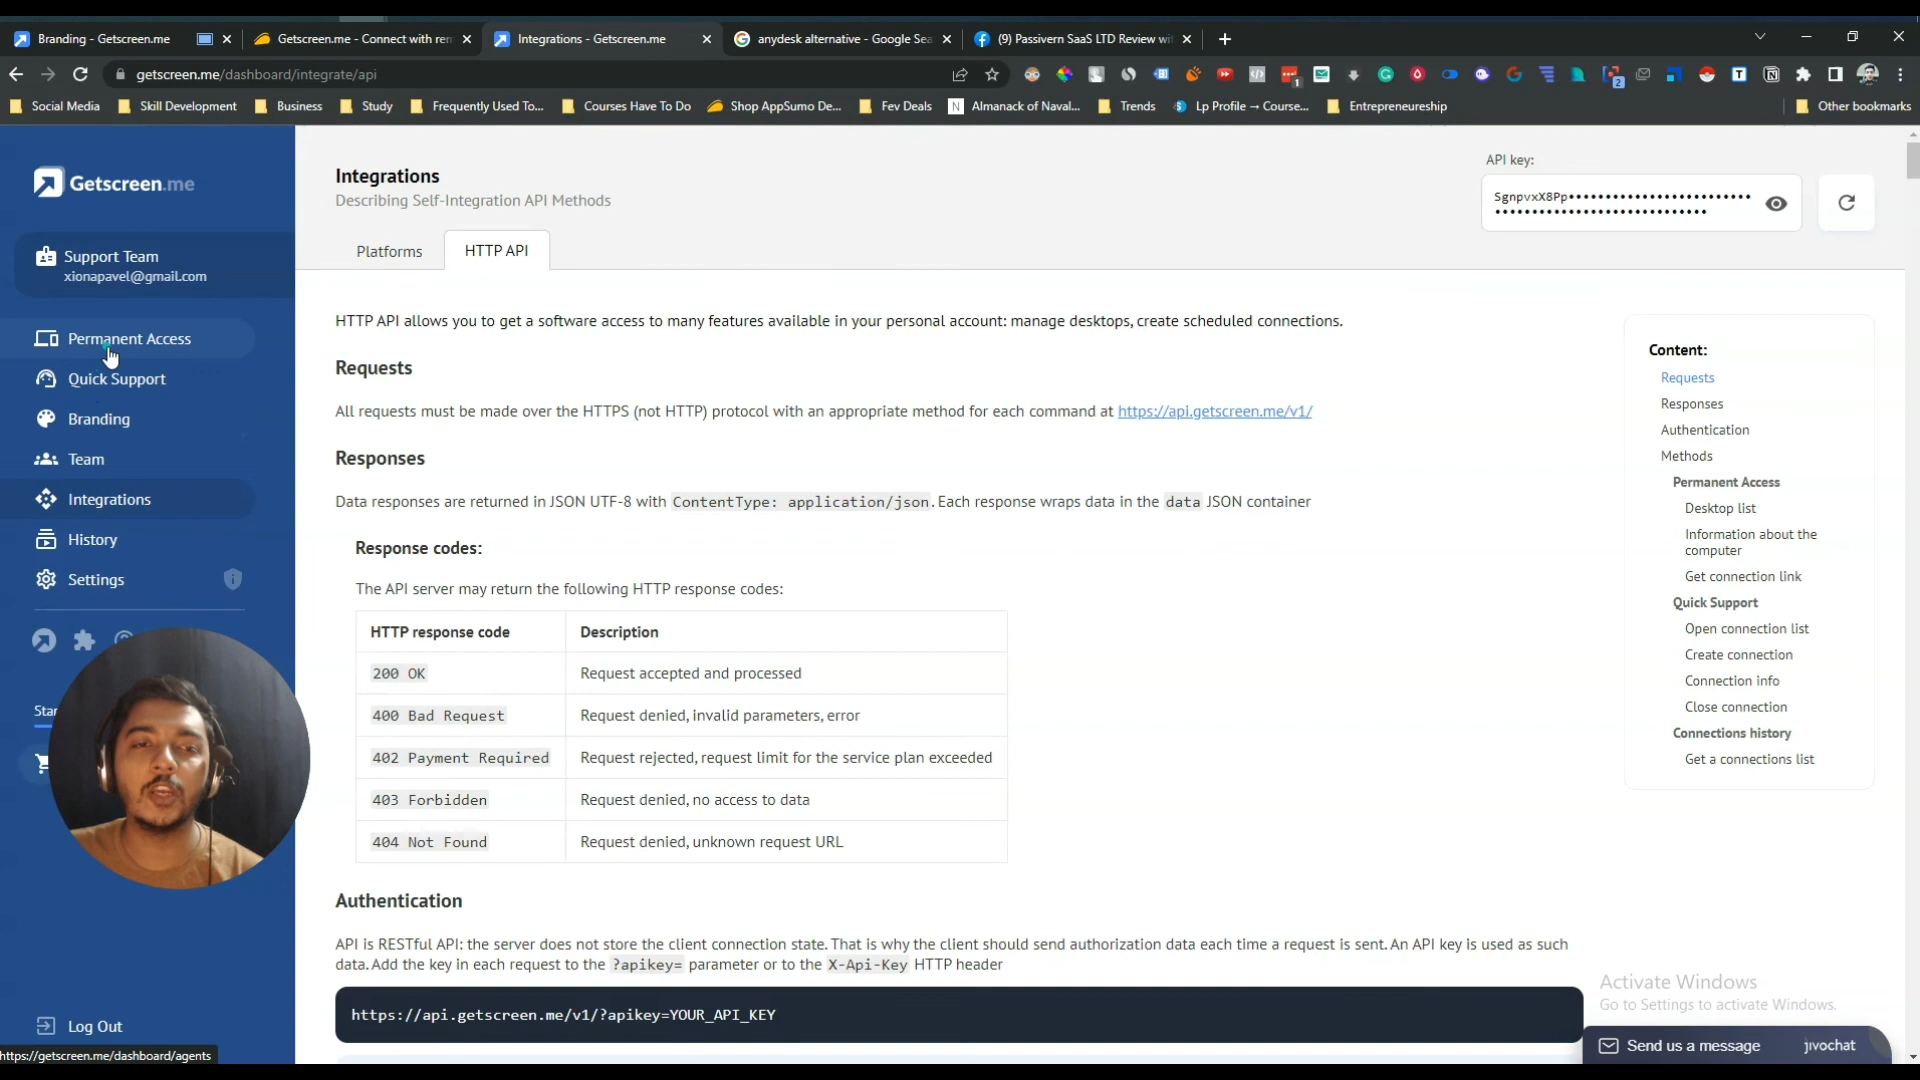 Branding - Getscreen.me
Getscreen.me - Connect with ren
Integrations - Getscreen.me
anydesk alternative - Google Sea
(9) Passivern SaaS LTD Review wit
getscreen.me/dashboard/integrate/api
Social Media
Skill Development
Business
Study
Frequently Used To...
Courses Have To Do
Shop AppSumo De...
Fev Deals
Almanack of Naval...
Trends
Lp Profile → Course...
Entrepreneureship
Other bookmarks
Getscreen.me
Support Team
xionapavel@gmail.com
Permanent Access
Quick Support
Branding
Team
Integrations
History
Settings
Star
Log Out
https://getscreen.me/dashboard/agents
Integrations
Describing Self-Integration API Methods
API key:
SgnpvxX8Pp•••••••••••••••••••••••••
•••••••••••••••••••••••••••••
Platforms
HTTP API
HTTP API allows you to get a software access to many features available in your personal account: manage desktops, create scheduled connections.
Requests
All requests must be made over the HTTPS (not HTTP) protocol with an appropriate method for each command at https://api.getscreen.me/v1/
Responses
Data responses are returned in JSON UTF-8 with ContentType: application/json. Each response wraps data in the data JSON container
Response codes:
The API server may return the following HTTP response codes:
HTTP response code Description
200 OK Request accepted and processed
400 Bad Request Request denied, invalid parameters, error
402 Payment Required Request rejected, request limit for the service plan exceeded
403 Forbidden Request denied, no access to data
404 Not Found Request denied, unknown request URL
Authentication
API is RESTful API: the server does not store the client connection state. That is why the client should send authorization data each time a request is sent. An API key is used as such
data. Add the key in each request to the ?apikey= parameter or to the X-Api-Key HTTP header
https://api.getscreen.me/v1/?apikey=YOUR_API_KEY
Content:
Requests
Responses
Authentication
Methods
Permanent Access
Desktop list
Information about the
computer
Get connection link
Quick Support
Open connection list
Create connection
Connection info
Close connection
Connections history
Get a connections list
Activate Windows
Go to Settings to activate Windows.
Send us a message
jivochat